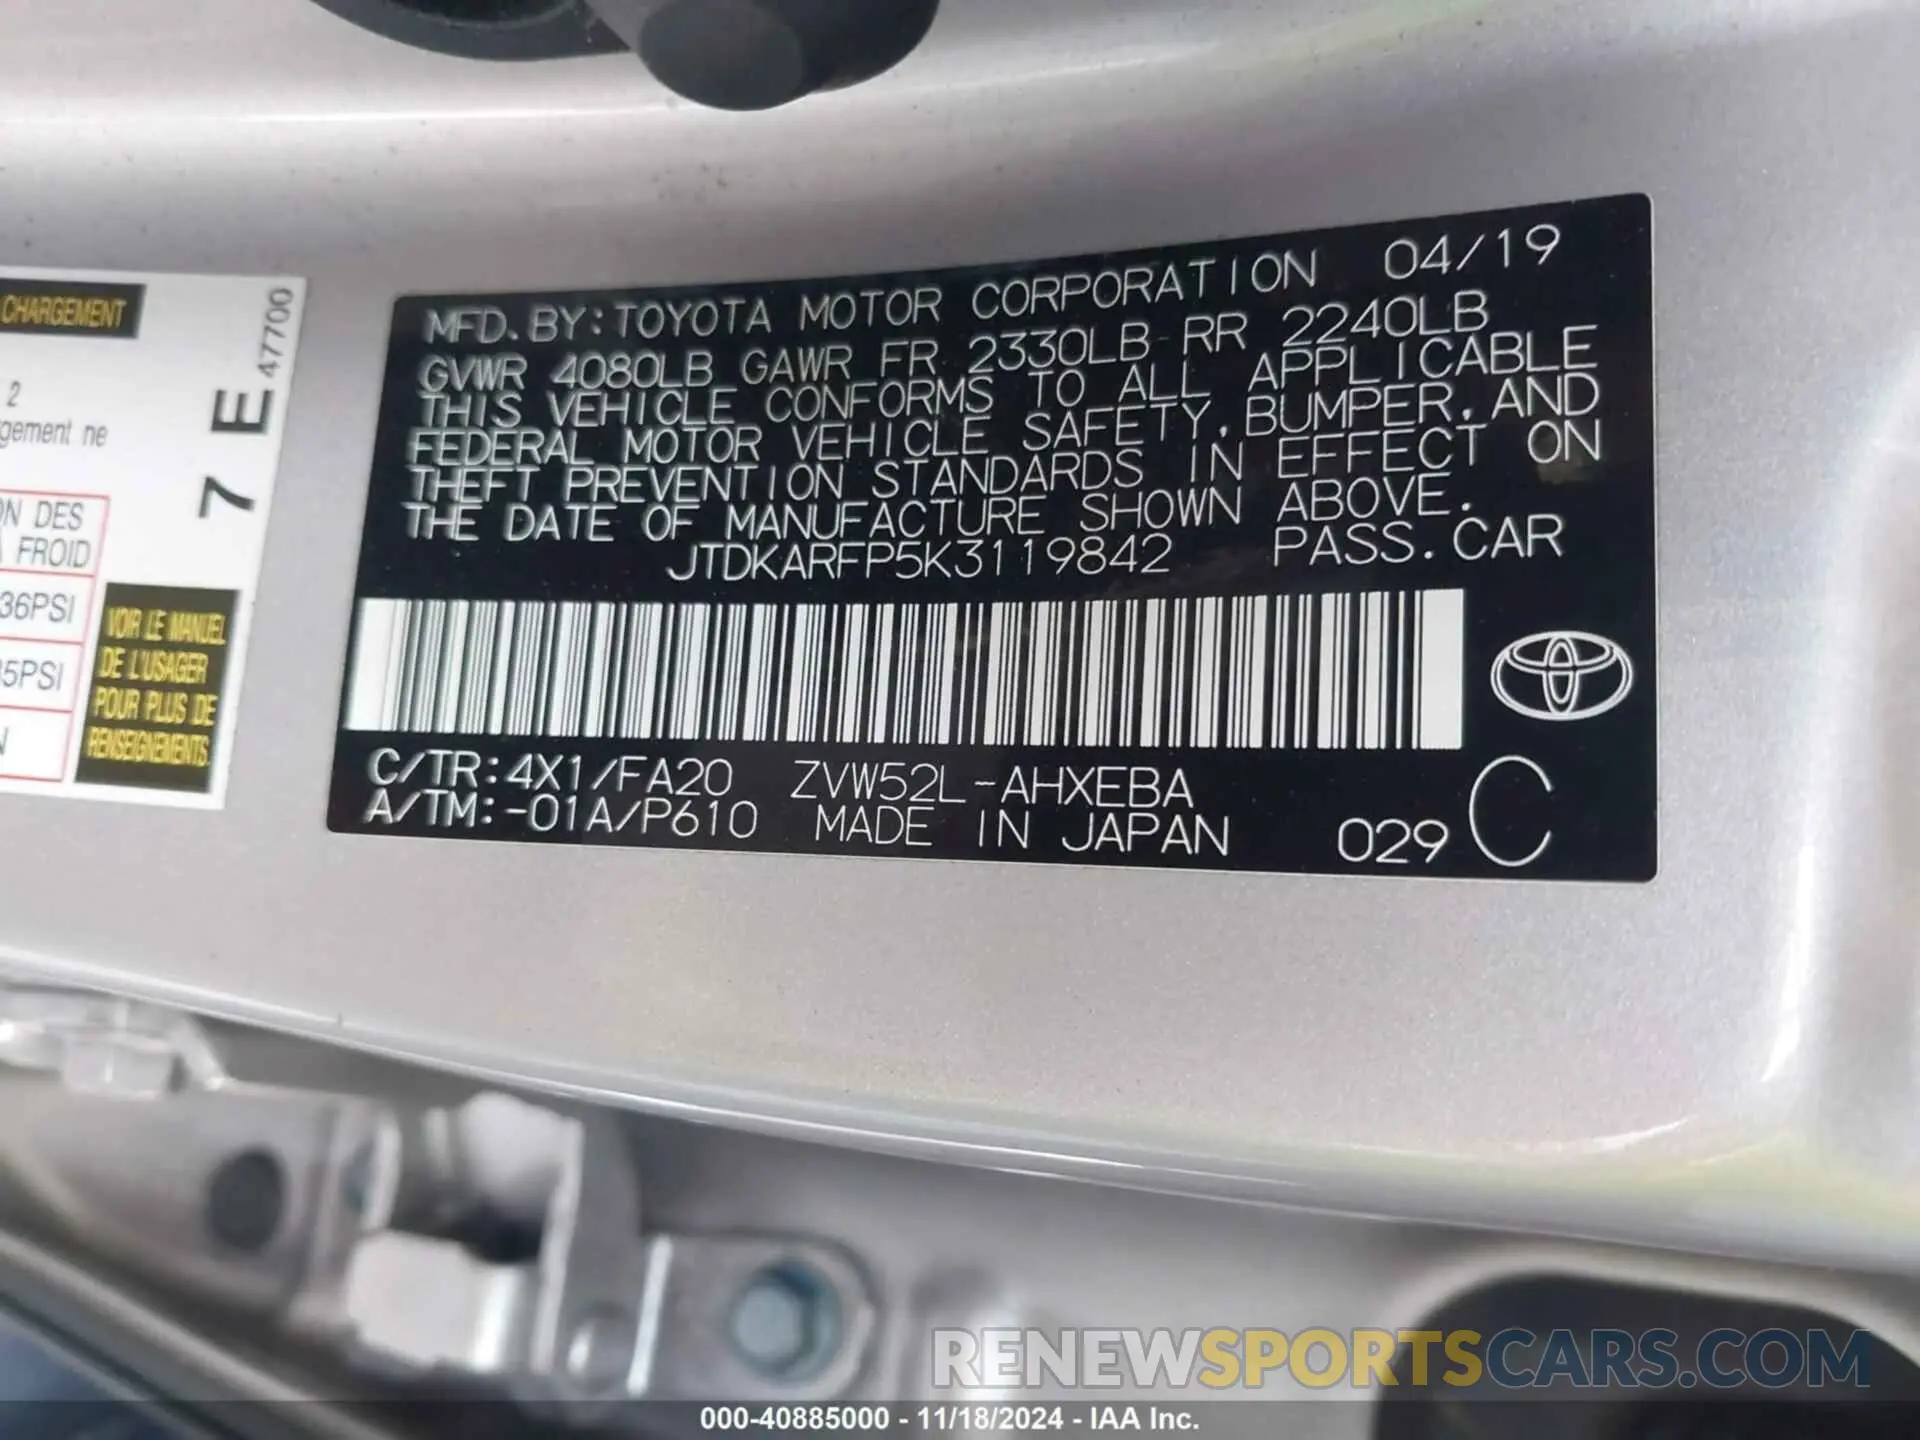 CHARGEMENT
2
gement ne
ON DES
FROID
36PSI
35PSI
N
7 E
47700
VOIR LE MANUEL
DE L'USAGER
POUR PLUS DE
RENSEIGNEMENTS.
MFD. BY: TOYOTA MOTOR CORPORATION 04/19
GVWR 4080LB GAWR FR 2330LB RR 2240LB
THIS VEHICLE CONFORMS TO ALL APPLICABLE
FEDERAL MOTOR VEHICLE SAFETY, BUMPER, AND
THEFT PREVENTION STANDARDS IN EFFECT ON
THE DATE OF MANUFACTURE SHOWN ABOVE.
JTDKARFP5K3119842 PASS. CAR
C/TR: 4X1/FA20 ZVW52L-AHXEBA
A/TM: -01A/P610 MADE IN JAPAN 029 C
RENEWSPORTSCARS.COM
000-40885000 - 11/18/2024 - IAA Inc.